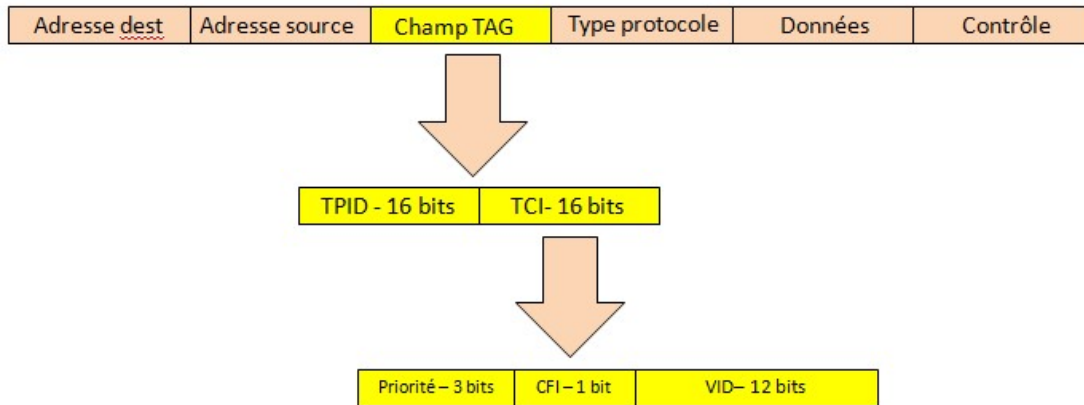 Adresse dest Adresse source Champ TAG Type protocole Données Contrôle
TPID - 16 bits TCI- 16 bits
Priorité – 3 bits CFI – 1 bit VID– 12 bits